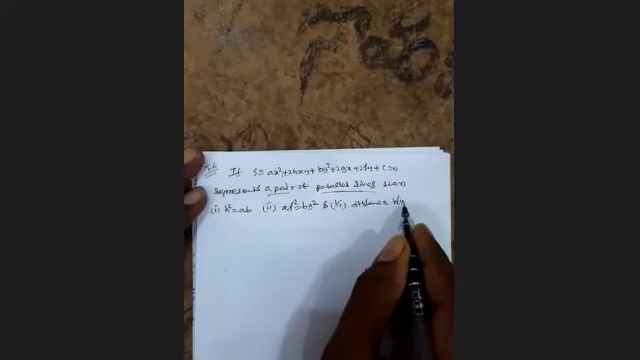 If S ≡ ax²+2hxy+by²+2gx+2fy+c=0
represents a pair of parallel lines then
(i) h²=ab (ii) af²=bg² & (iii) distance b/w